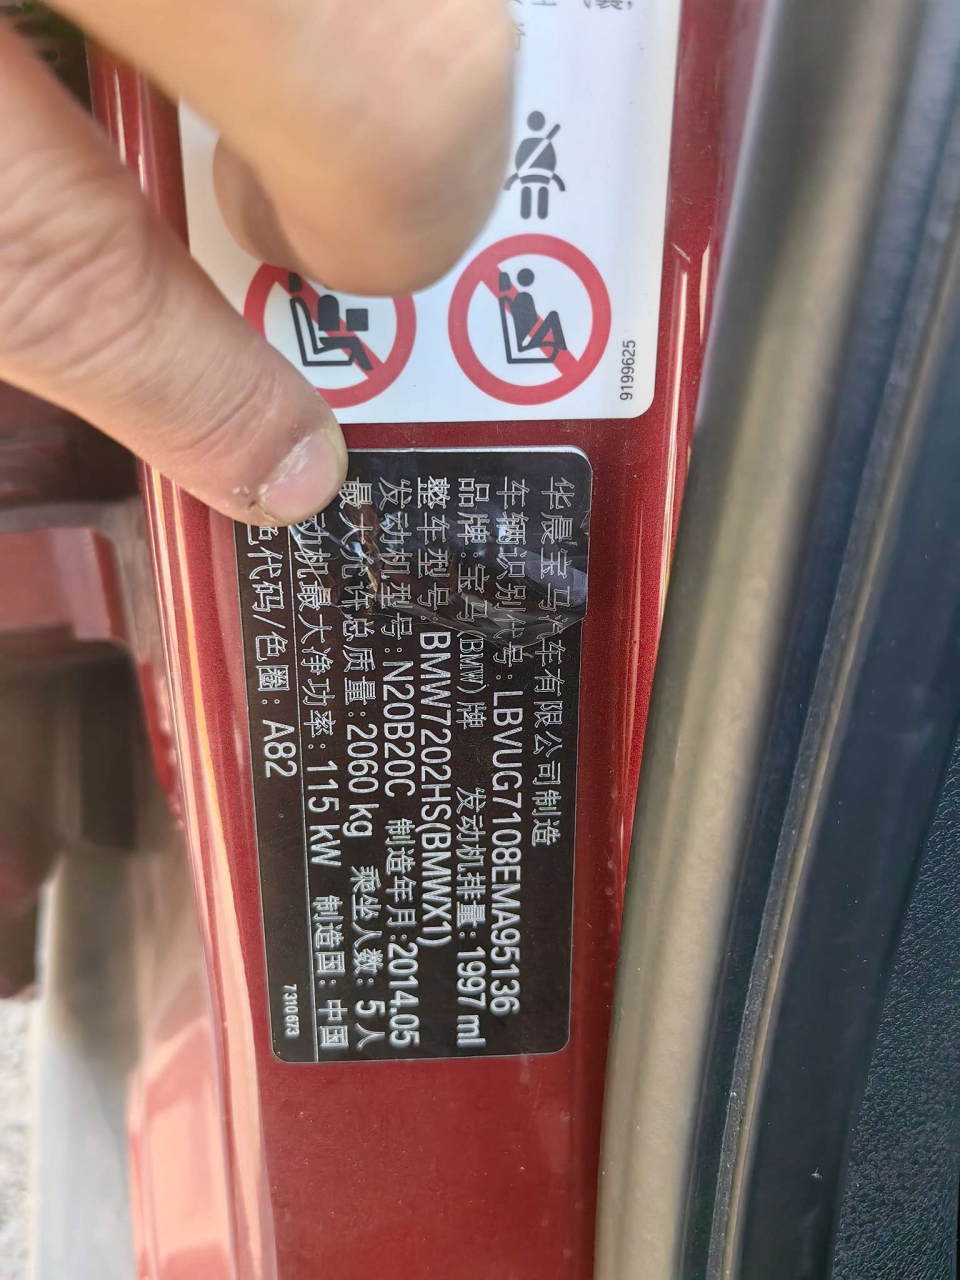 9199625
华晨宝马汽车有限公司制造
车辆识别代号:LBVUG7108EMA95136
品牌:宝马(BMW)牌 发动机排量:1997 ml
整车型号:BMW7202HS(BMWX1)
发动机型号:N20B20C 制造年月:2014.05
最大允许总质量:2060 kg 乘坐人数:5人
动机最大净功率:115 kW 制造国:中国
色代码/色圈:A82
7310673